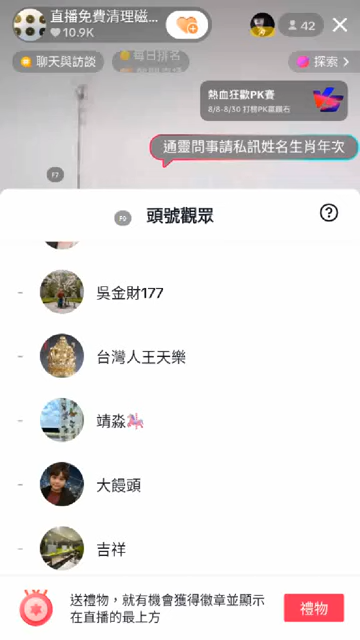 直播免費清理磁...
10.9K
42
聊天與訪談
每日排名
探索
熱血狂歡PK賽
8/8-8/30 打榜PK贏鑽石
通靈問事請私訊姓名生肖年次
F7
F9
頭號觀眾
吳金財177
台灣人王天樂
靖淼🎠
大饅頭
吉祥
送禮物，就有機會獲得徽章並顯示
在直播的最上方
禮物